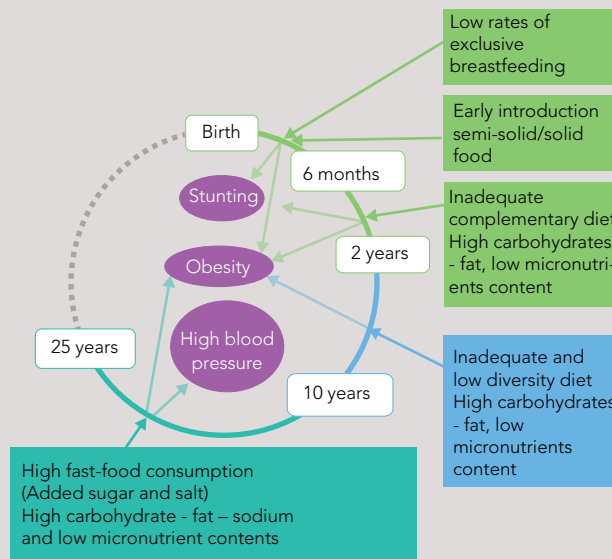 Low rates of
exclusive
breastfeeding
Early introduction
semi-solid/solid
food
Birth
6 months
Stunting
Inadequate
complementary diet
High carbohydrates
- fat, low micronutri-
ents content
2 years
Obesity
High blood
pressure
25 years
10 years
Inadequate and
low diversity diet
High carbohydrates
- fat, low
micronutrients
content
High fast-food consumption
(Added sugar and salt)
High carbohydrate - fat – sodium
and low micronutrient contents